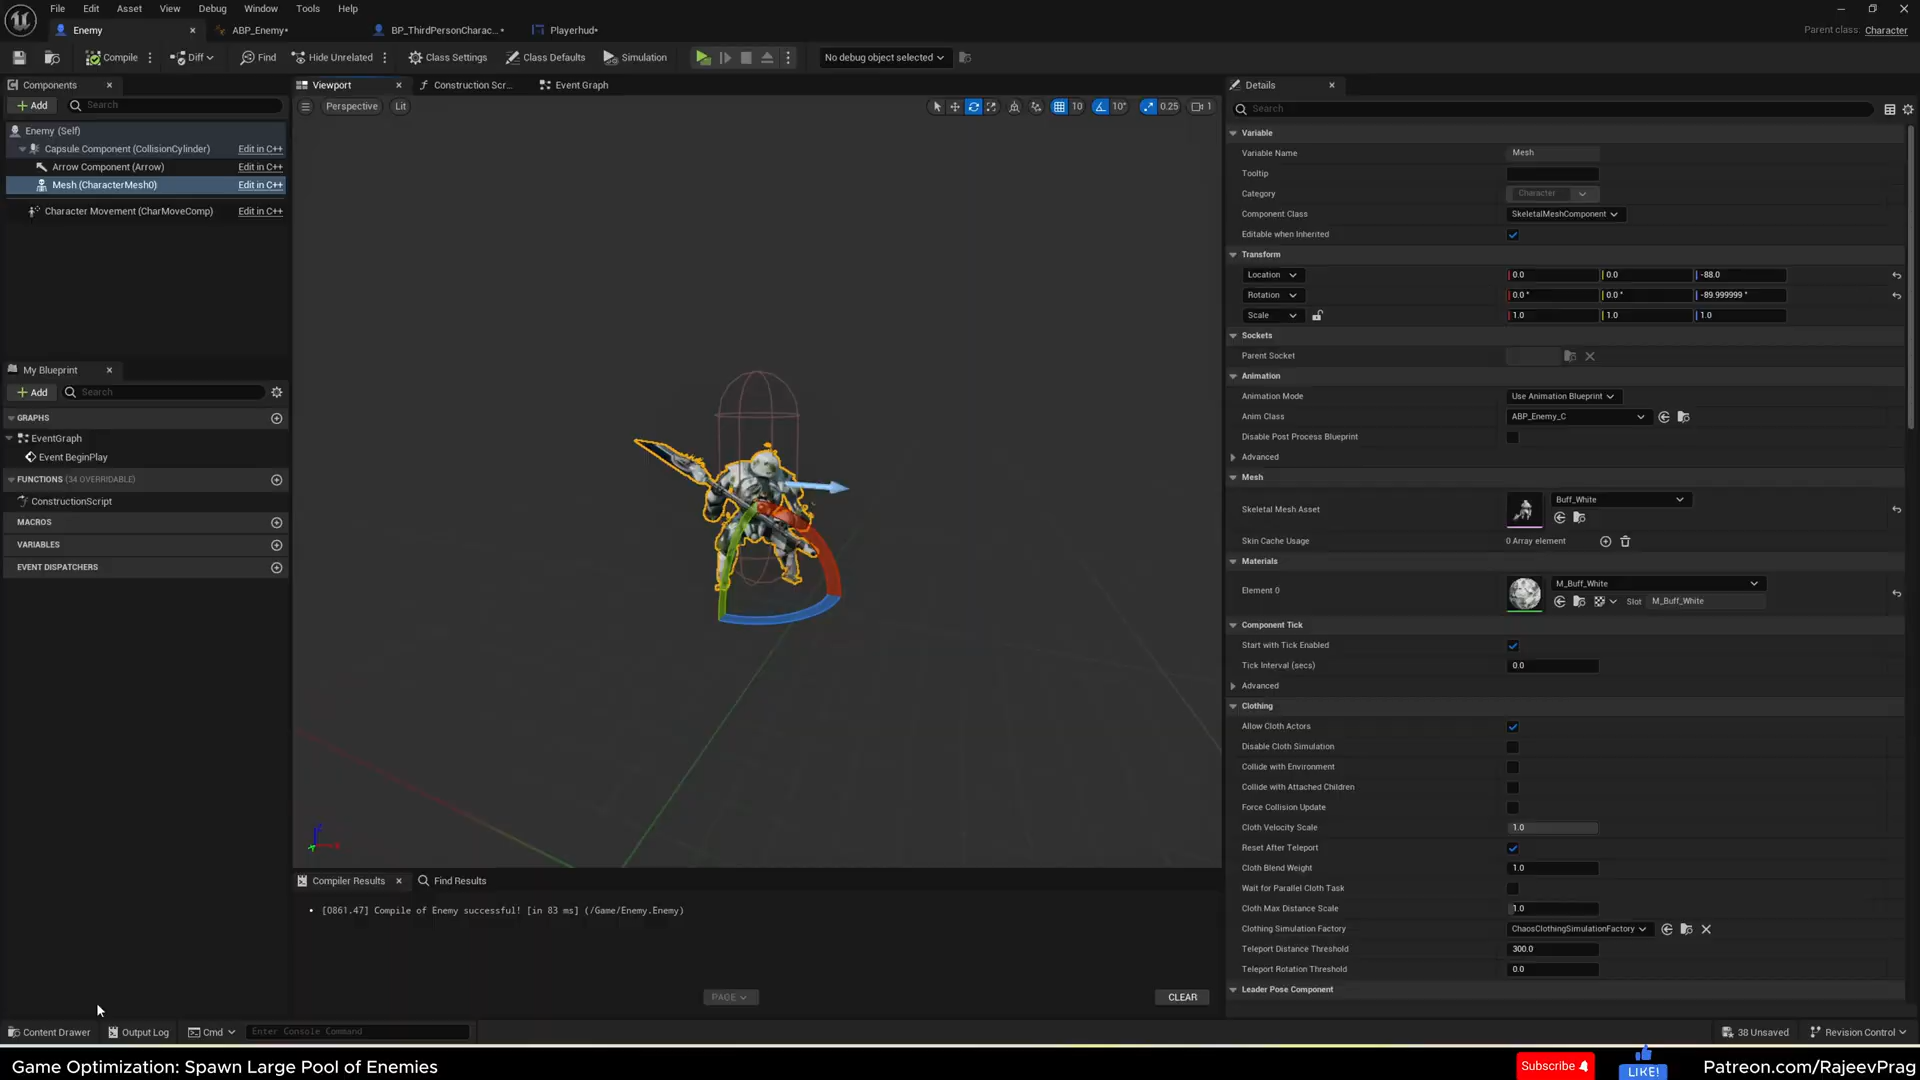 File Edit Asset View Debug Window Tools Help
Enemy ABP_Enemy* BP_ThirdPersonCharac...* Playerhud* Parent class: Character
Compile Diff Find Hide Unrelated Class Settings Class Defaults Simulation No debug object selected
Components Viewport Construction Scr... Event Graph Details
Add Search Perspective Lit 10 10° 0.25 1 Search
Enemy (Self) Variable
Capsule Component (CollisionCylinder) Edit in C++ Variable Name Mesh
Arrow Component (Arrow) Edit in C++ Tooltip
Mesh (CharacterMesh0) Edit in C++ Category Character
Character Movement (CharMoveComp) Edit in C++ Component Class SkeletalMeshComponent
Editable when Inherited
Transform
Location 0.0 0.0 -88.0
Rotation 0.0° 0.0° -89.999999°
Scale 1.0 1.0 1.0
Sockets
Parent Socket
My Blueprint Animation
Add Search Animation Mode Use Animation Blueprint
GRAPHS Anim Class ABP_Enemy_C
EventGraph Disable Post Process Blueprint
Event BeginPlay Advanced
FUNCTIONS (34 OVERRIDABLE) Mesh
ConstructionScript Skeletal Mesh Asset Buff_White
MACROS
VARIABLES Skin Cache Usage 0 Array element
EVENT DISPATCHERS Materials
Element 0 M_Buff_White
Slot M_Buff_White
Component Tick
Start with Tick Enabled
Tick Interval (secs) 0.0
Advanced
Clothing
Allow Cloth Actors
Disable Cloth Simulation
Collide with Environment
Collide with Attached Children
Force Collision Update
Cloth Velocity Scale 1.0
Reset After Teleport
Cloth Blend Weight 1.0
Wait for Parallel Cloth Task
Cloth Max Distance Scale 1.0
Clothing Simulation Factory ChaosClothingSimulationFactory
Teleport Distance Threshold 300.0
Teleport Rotation Threshold 0.0
Leader Pose Component
Compiler Results Find Results
[0861.47] Compile of Enemy successful! [in 83 ms] (/Game/Enemy.Enemy)
PAGE CLEAR
Content Drawer Output Log Cmd Enter Console Command 38 Unsaved Revision Control
Game Optimization: Spawn Large Pool of Enemies Subscribe LIKE! Patreon.com/RajeevPrag